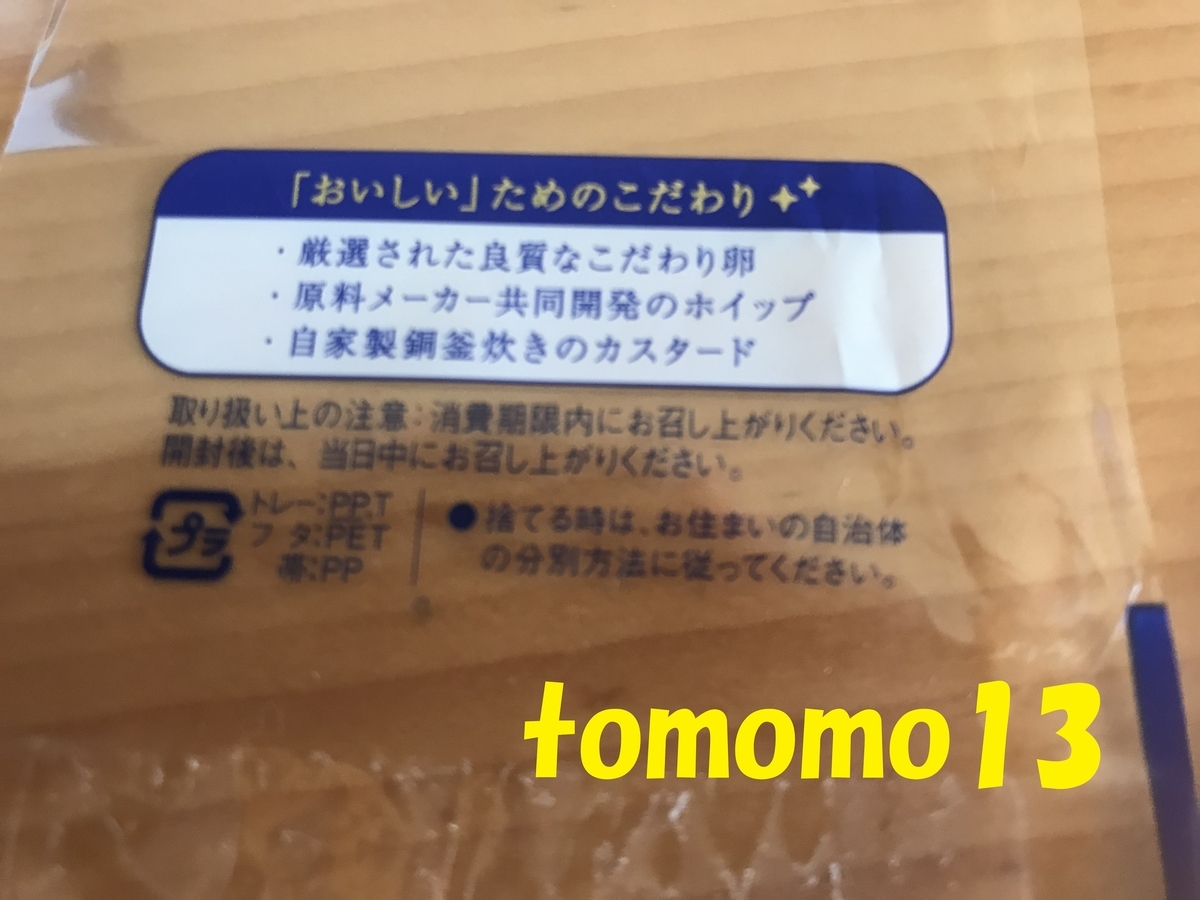 「おいしい」ためのこだわり
・厳選された良質なこだわり卵
・原料メーカー共同開発のホイップ
・自家製銅釜炊きのカスタード
取り扱い上の注意：消費期限内にお召し上がりください。
開封後は、当日中にお召し上がりください。
プラ
トレー:PP,T
フタ:PET
帯:PP
●捨てる時は、お住まいの自治体
の分別方法に従ってください。
tomomo13